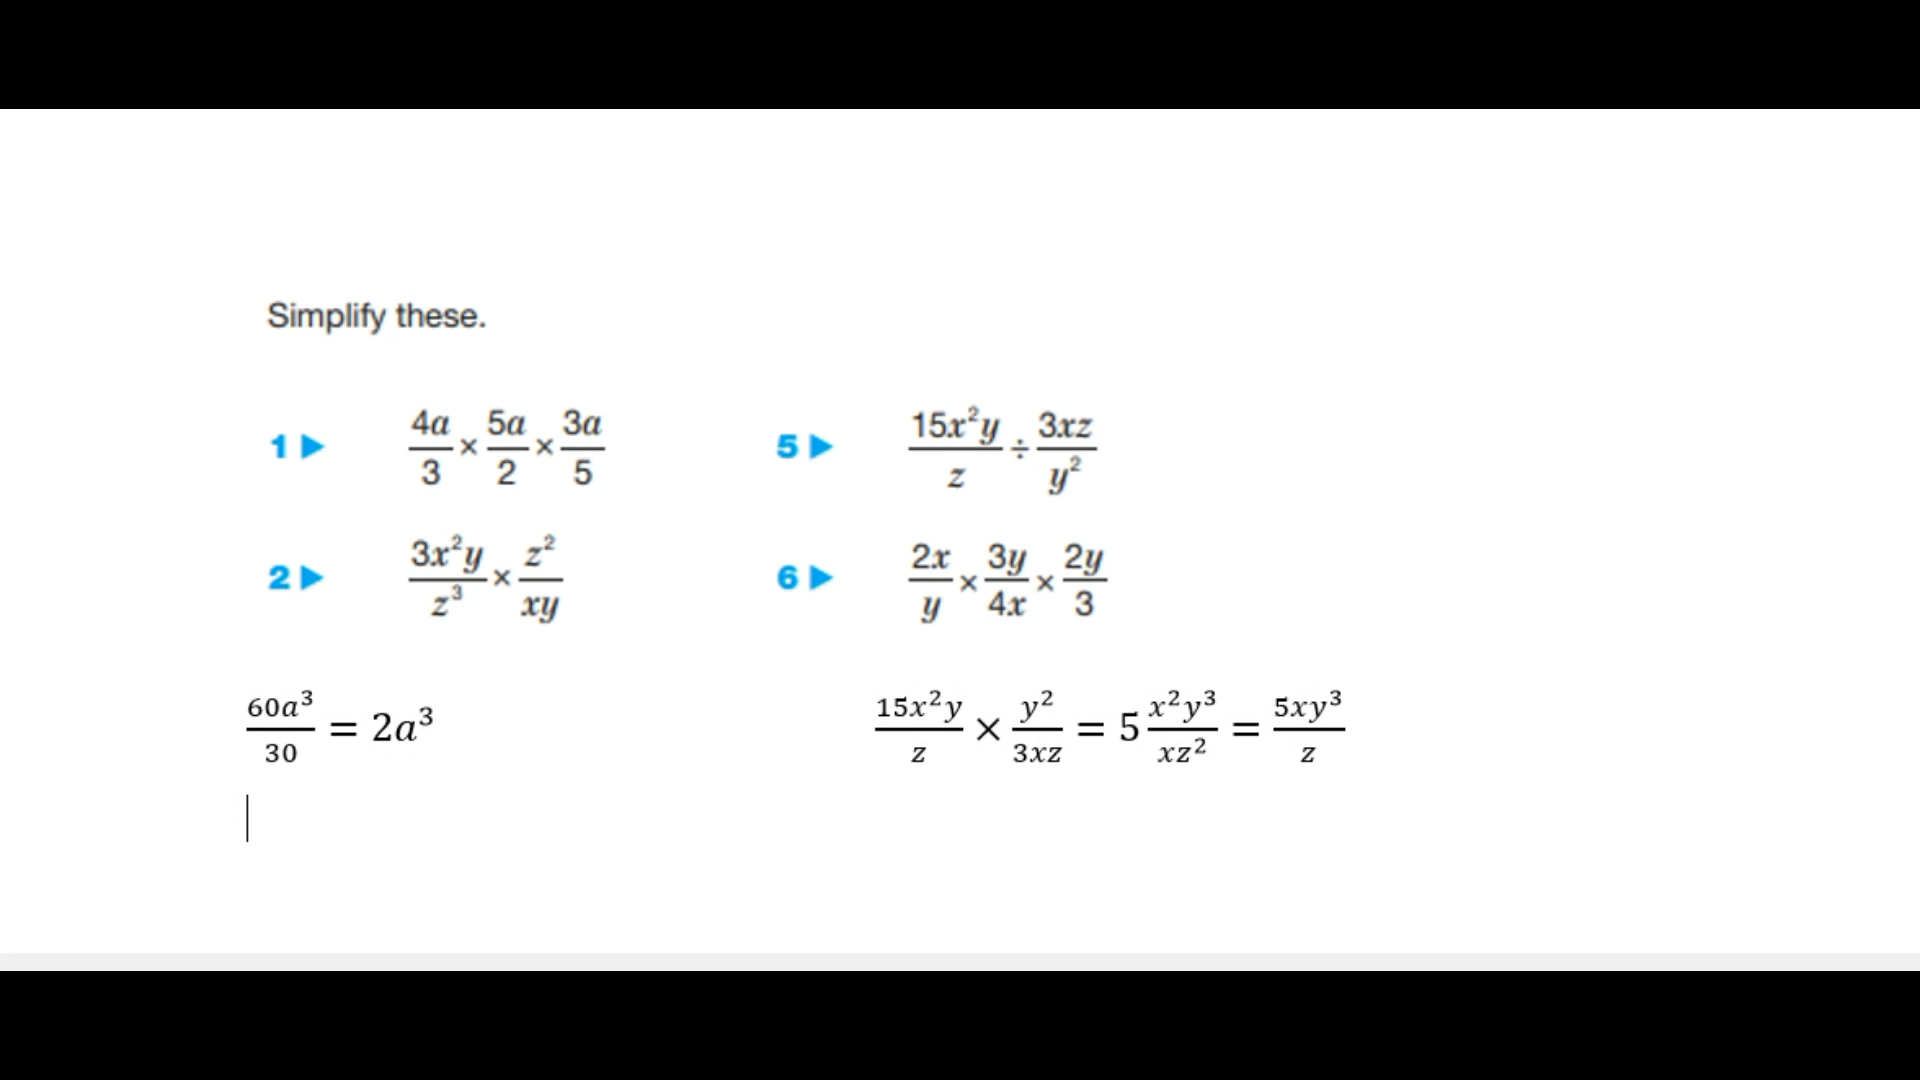 Simplify these.
1 ▶ 4a/3 × 5a/2 × 3a/5
5 ▶ 15x²y/z ÷ 3xz/y²
2 ▶ 3x²y/z³ × z²/xy
6 ▶ 2x/y × 3y/4x × 2y/3
60a³/30 = 2a³
15x²y/z × y²/3xz = 5 x²y³/xz² = 5xy³/z